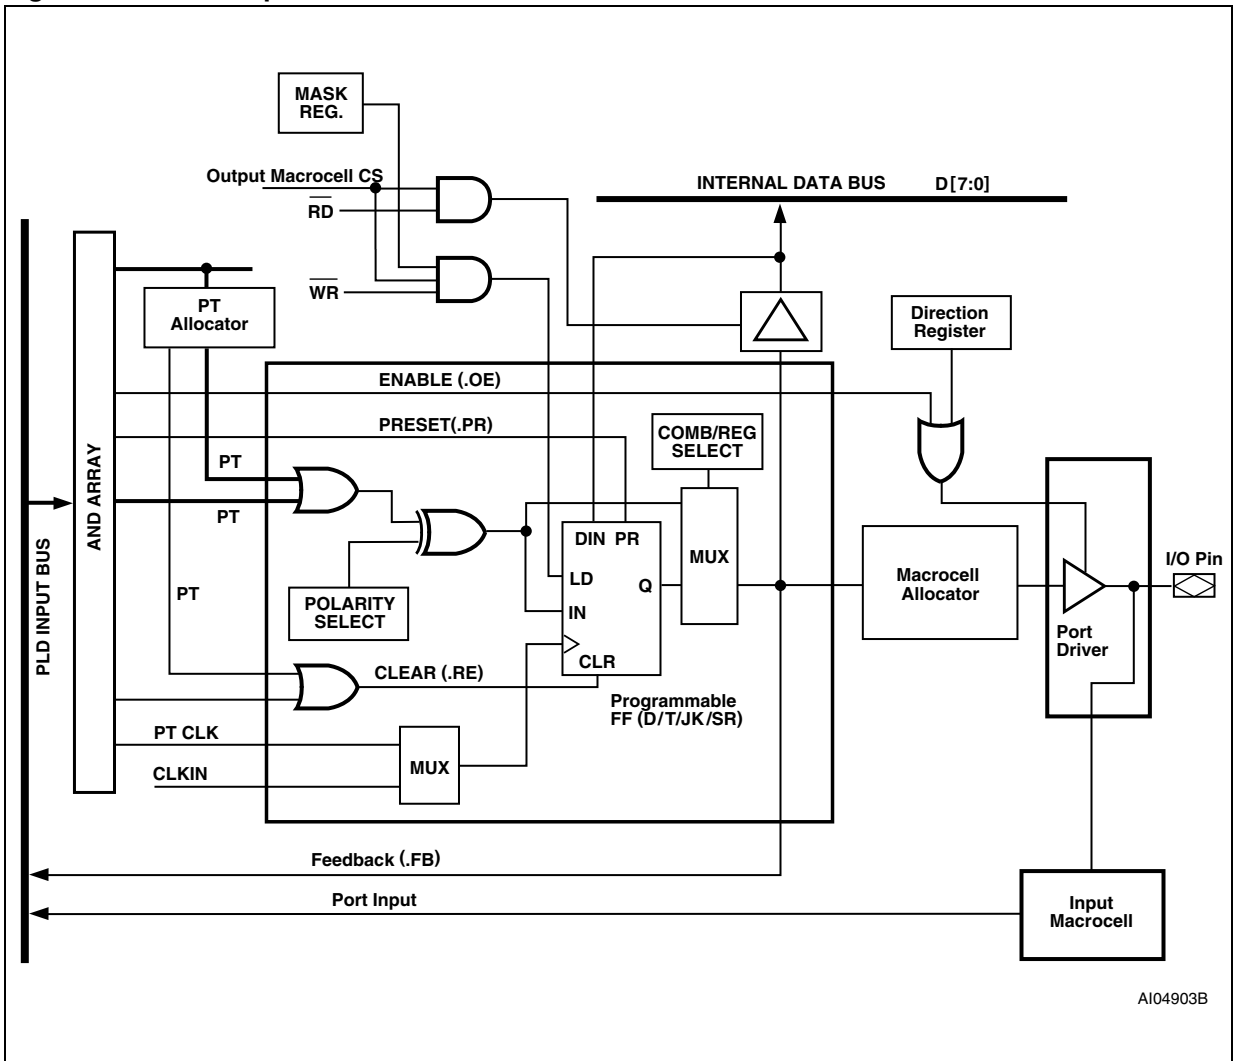 MASK
REG.
Output Macrocell CS
RD
WR
INTERNAL DATA BUS D[7:0]
PT
Allocator
Direction
Register
ENABLE (.OE)
PRESET(.PR)
COMB/REG
SELECT
PT
PT
AND ARRAY
PLD INPUT BUS
DIN PR
MUX
LD
Q
IN
CLR
Macrocell
Allocator
I/O Pin
Port
Driver
PT
POLARITY
SELECT
CLEAR (.RE)
Programmable
FF (D/T/JK/SR)
PT CLK
MUX
CLKIN
Feedback (.FB)
Port Input
Input
Macrocell
AI04903B